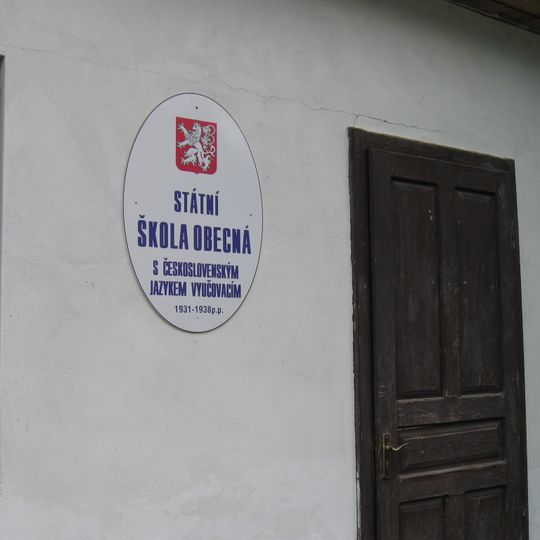 STÁTNÍ
ŠKOLA OBECNÁ
S ČESKOSLOVENSKÝM
JAZYKEM VYUČOVACÍM
1931-1938p.p.